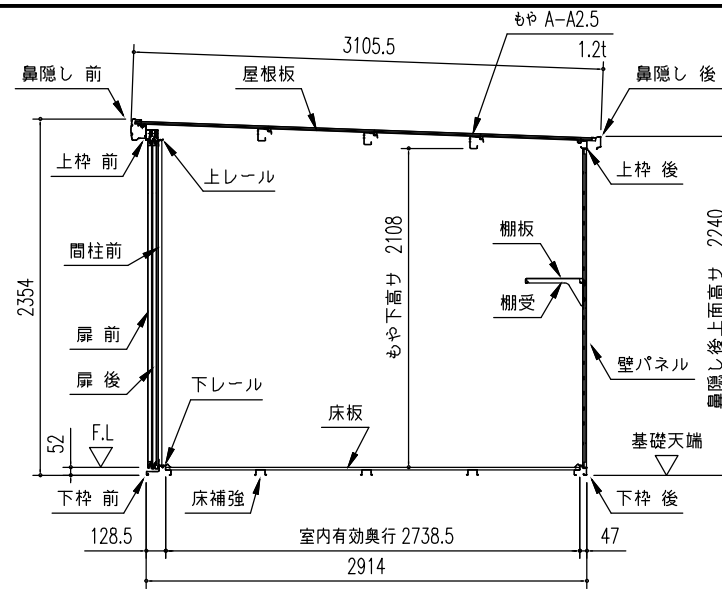 もや A-A2.5
3105.5
1.2t
鼻隠し 前
屋根板
鼻隠し 後
上枠 前
上レール
上枠 後
間柱前
もや下高サ 2108
棚板
棚受
鼻隠し後上面高サ 2240
2354
扉 前
壁パネル
扉 後
下レール
床板
F.L
52
基礎天端
下枠 前
床補強
下枠 後
128.5
室内有効奥行 2738.5
47
2914